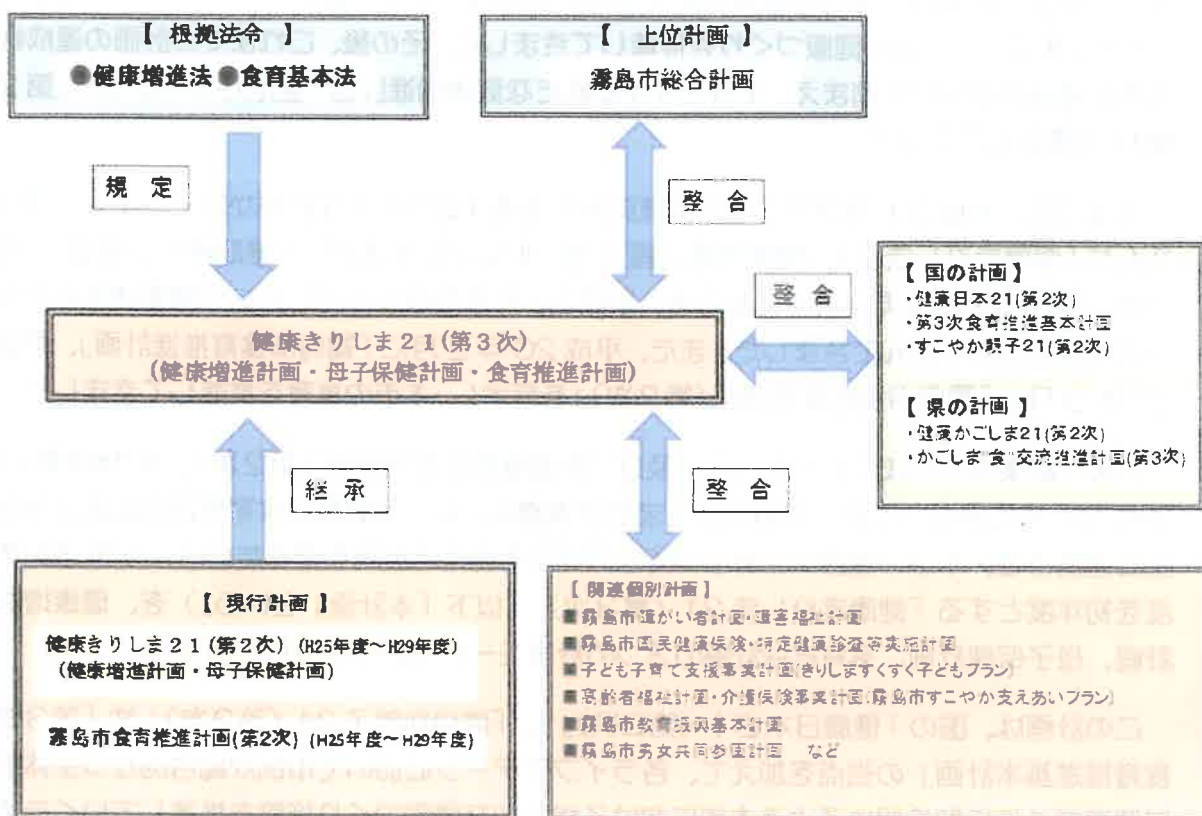 【 根拠法令 】
●健康増進法 ●食育基本法
【 上位計画 】
霧島市総合計画
規 定
整 合
整 合
【 国の計画】
・健康日本21(第2次)
・第3次食育推進基本計画
・すこやか親子21(第2次)
【 県の計画 】
・健康かごしま21(第2次)
・かごしま"食"交流推進計画(第3次)
健康きりしま21(第3次)
(健康増進計画・母子保健計画・食育推進計画)
継 承
整 合
【 現行計画 】
健康きりしま21(第2次) (H25年度～H29年度)
(健康増進計画・母子保健計画)
霧島市食育推進計画(第2次) (H25年度～H29年度)
【 関連個別計画 】
■霧島市障がい者計画・障害福祉計画
■霧島市国民健康保険・特定健康診査等実施計画
■子ども子育て支援事業計画(きりしますくすく子どもプラン)
■高齢者福祉計画・介護保険事業計画(霧島市すこやか支えあいプラン)
■霧島市教育振興基本計画
■霧島市男女共同参画計画 など